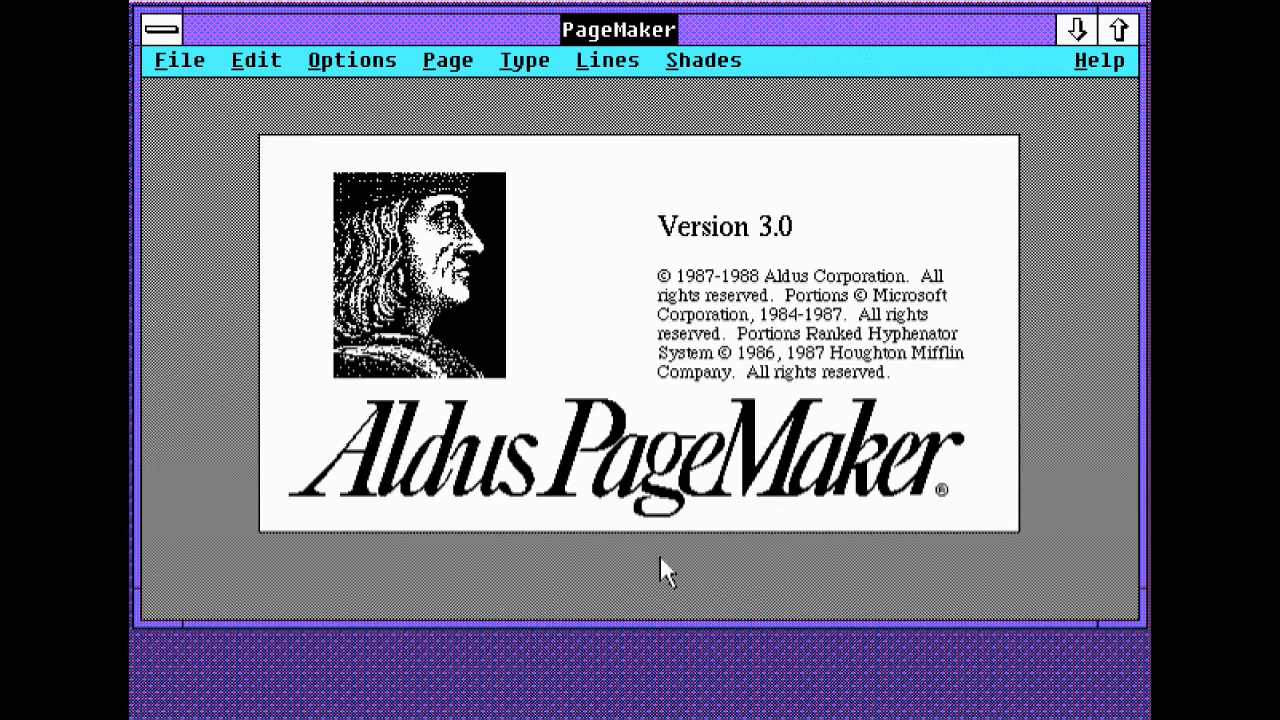 PageMaker
File Edit Options Page Type Lines Shades Help
Version 3.0
© 1987-1988 Aldus Corporation. All
rights reserved. Portions © Microsoft
Corporation, 1984-1987. All rights
reserved. Portions Ranked Hyphenator
System © 1986, 1987 Houghton Mifflin
Company. All rights reserved.
Aldus PageMaker®